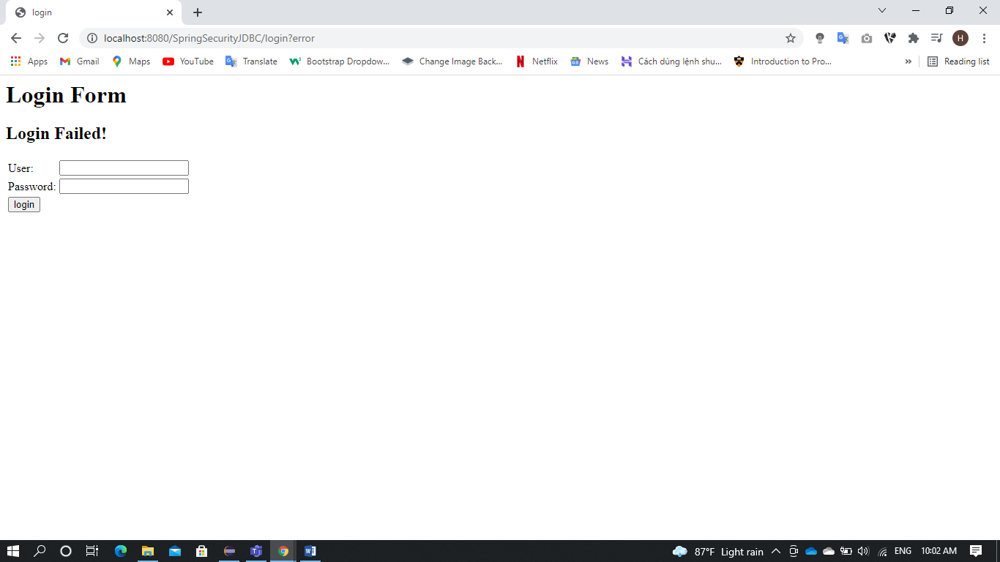 login
localhost:8080/SpringSecurityJDBC/login?error
H
Apps Gmail Maps YouTube Translate Bootstrap Dropdow... Change Image Back... Netflix News Cách dùng lệnh shu... Introduction to Pro... » Reading list
Login Form
Login Failed!
User:
Password:
login
87°F Light rain ENG 10:02 AM